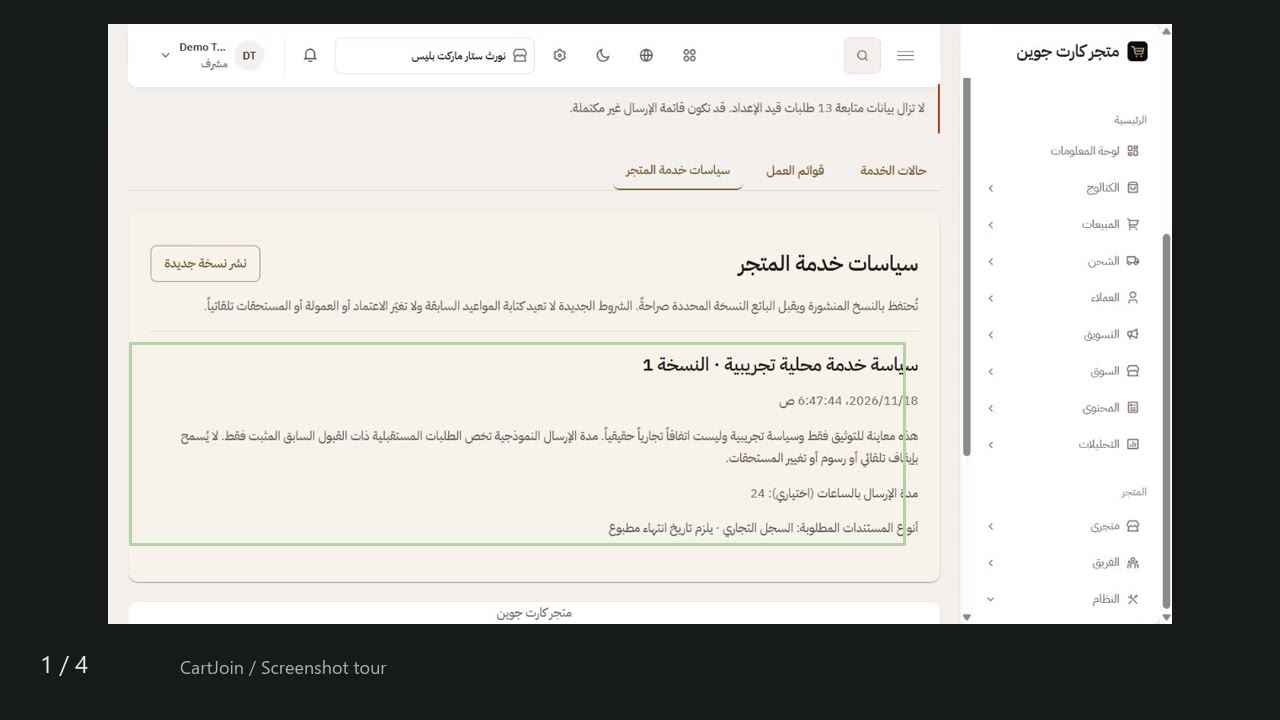 متجر كارت جوين
الرئيسية
لوحة المعلومات
الكتالوج
المبيعات
الشحن
العملاء
التسويق
السوق
المحتوى
التحليلات
المتجر
متجري
الفريق
النظام
نورث ستار ماركت بليس
DT
Demo T...
مشرف
لا تزال بيانات متابعة 13 طلبات قيد الإعداد. قد تكون قائمة الإرسال غير مكتملة.
حالات الخدمة
قوائم العمل
سياسات خدمة المتجر
سياسات خدمة المتجر
نشر نسخة جديدة
تُحتفظ بالنسخ المنشورة ويقبل البائع النسخة المحددة صراحةً. الشروط الجديدة لا تعيد كتابة المواعيد السابقة ولا تغيّر الاعتماد أو العمولة أو المستحقات تلقائياً.
سياسة خدمة محلية تجريبية · النسخة 1
18/11/2026، 6:47:44 ص
هذه معاينة للتوثيق فقط وسياسة تجريبية وليست اتفاقاً تجارياً حقيقياً. مدة الإرسال النموذجية تخص الطلبات المستقبلية ذات القبول السابق المثبت فقط. لا يُسمح
بإيقاف تلقائي أو رسوم أو تغيير المستحقات.
مدة الإرسال بالساعات (اختياري): 24
أنواع المستندات المطلوبة: السجل التجاري · يلزم تاريخ انتهاء مطبوع
متجر كارت جوين
1 / 4
CartJoin / Screenshot tour